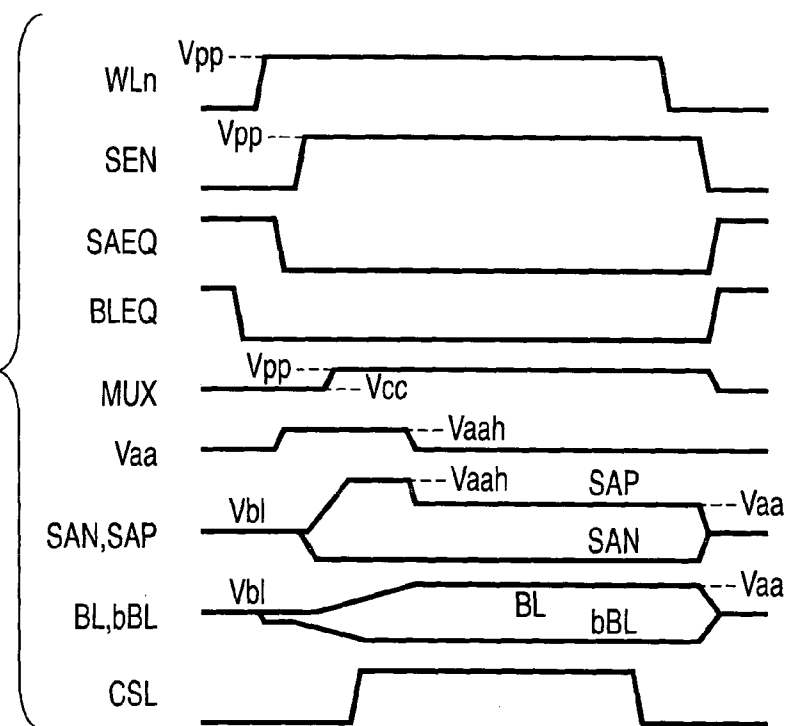 Vpp
WLn
Vpp
SEN
SAEQ
BLEQ
Vpp
MUX
Vcc
Vaa
Vaah
Vaah
SAP
Vbl
Vaa
SAN,SAP
SAN
Vbl
Vaa
BL,bBL
BL
bBL
CSL